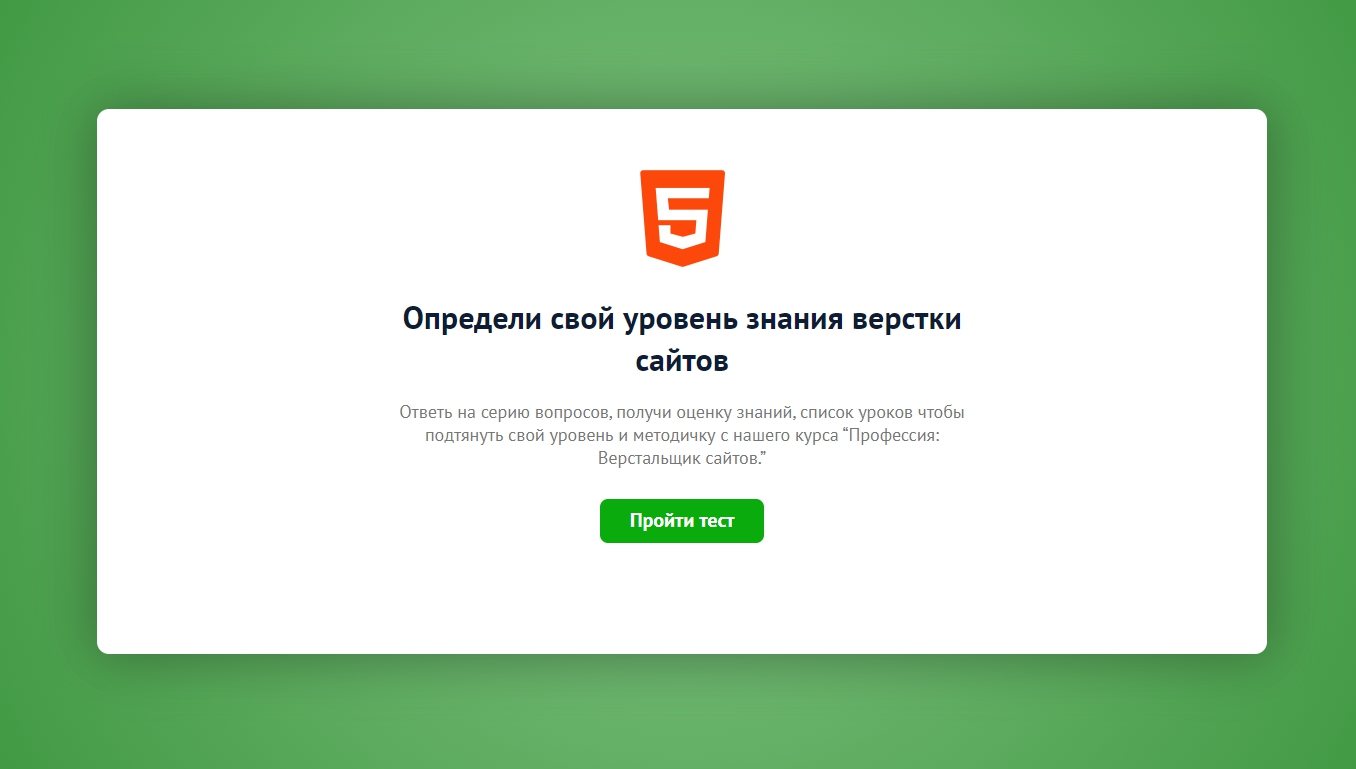 5
Определи свой уровень знания верстки
сайтов
Ответь на серию вопросов, получи оценку знаний, список уроков чтобы
подтянуть свой уровень и методичку с нашего курса “Профессия:
Верстальщик сайтов.”
Пройти тест